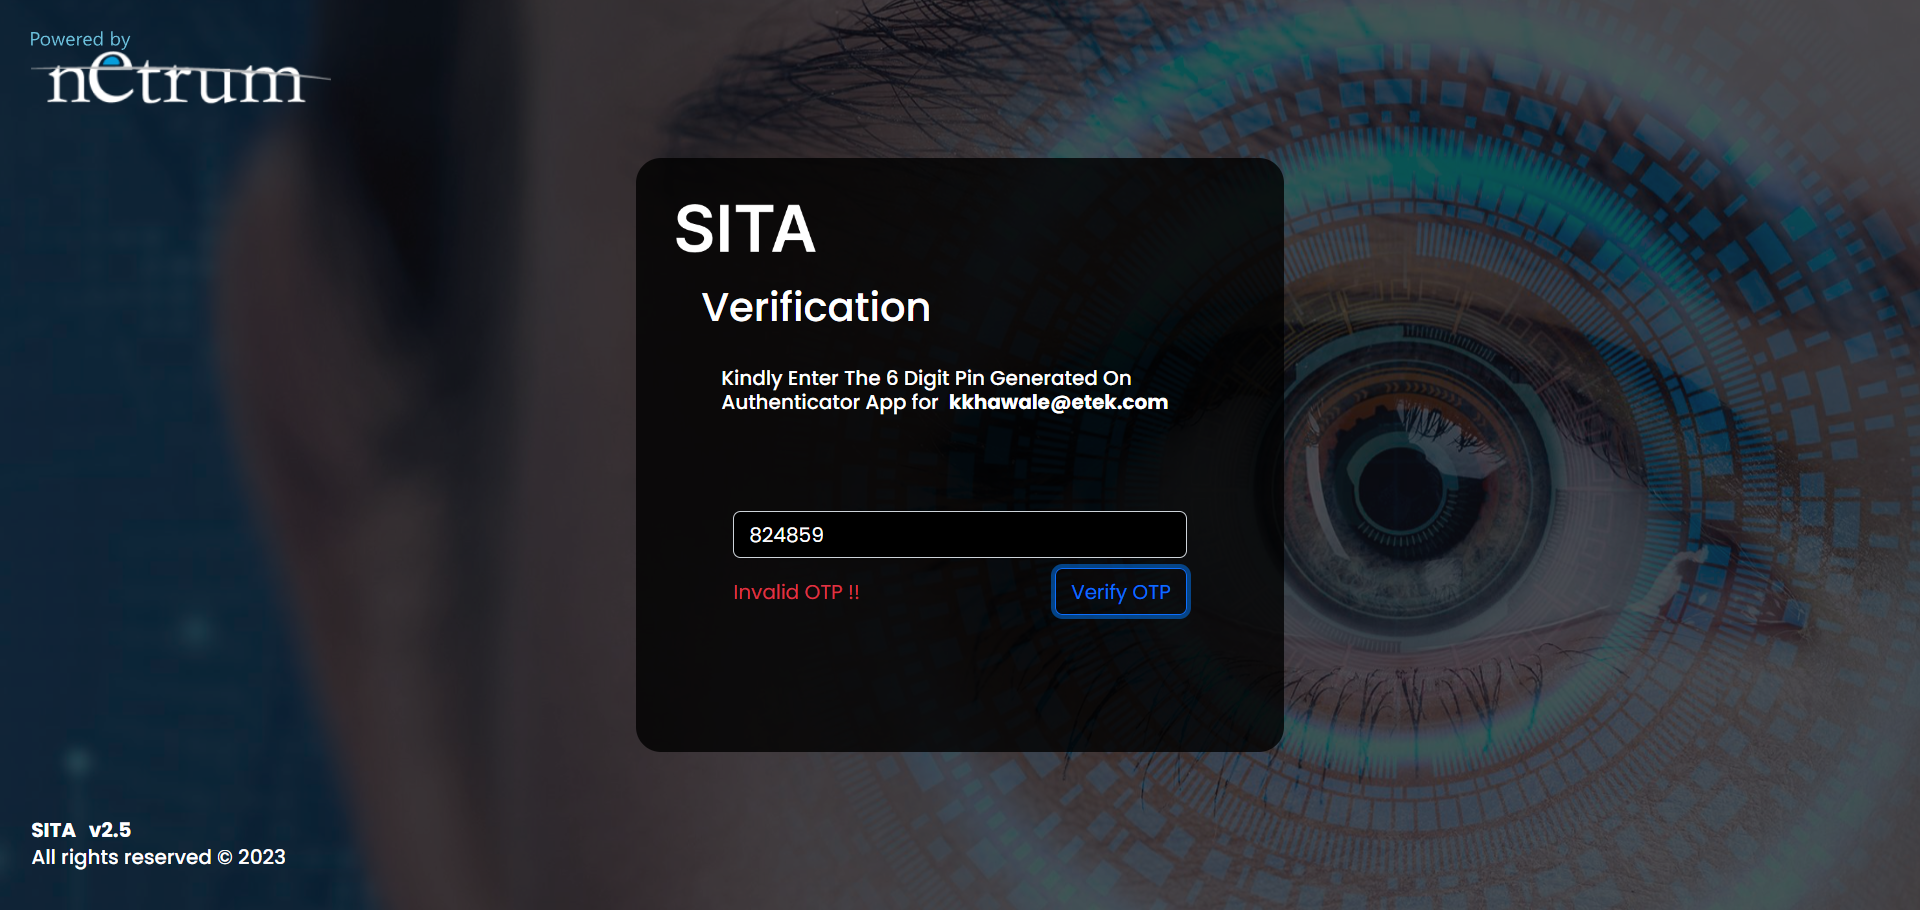 Powered by
netrum
SITA
Verification
Kindly Enter The 6 Digit Pin Generated On
Authenticator App for kkhawale@etek.com
824859
Invalid OTP !!
Verify OTP
SITA v2.5
All rights reserved © 2023